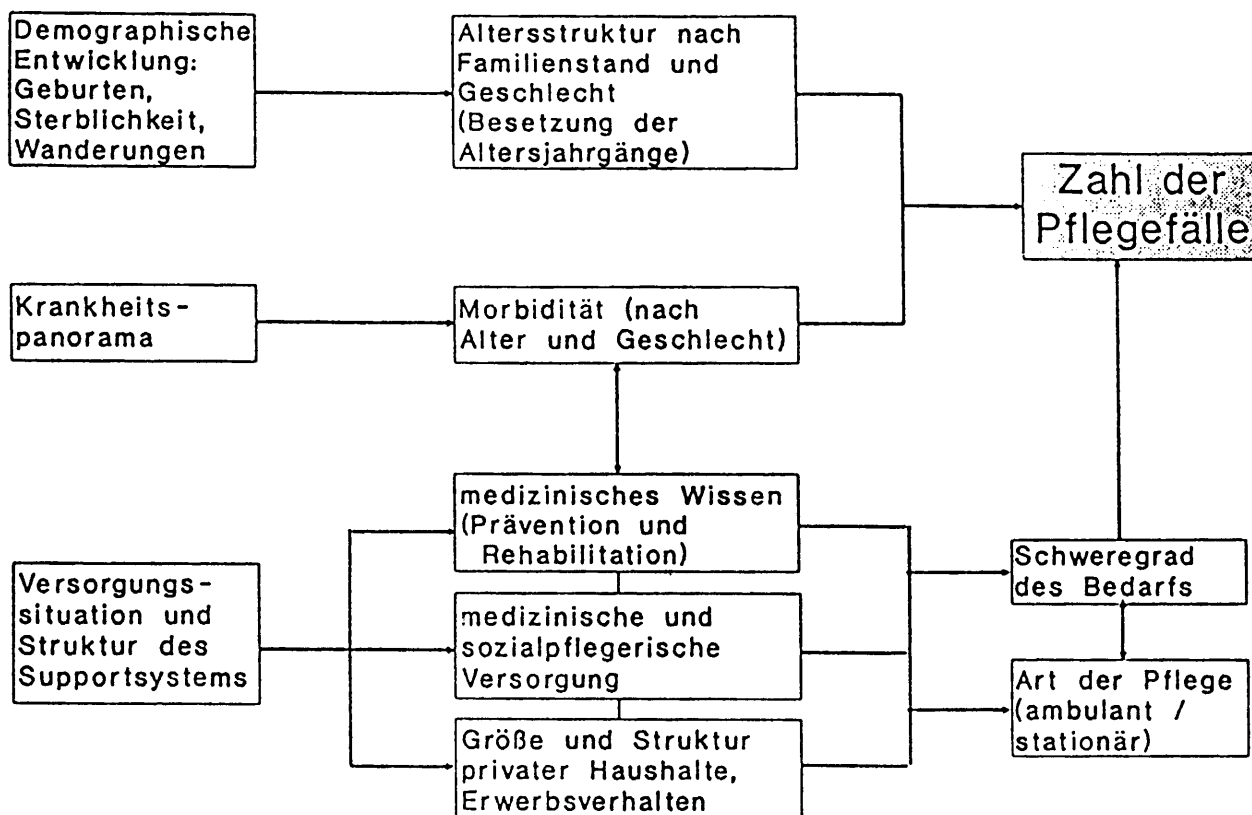 Demographische
Entwicklung:
Geburten,
Sterblichkeit,
Wanderungen
Altersstruktur nach
Familienstand und
Geschlecht
(Besetzung der
Altersjahrgänge)
Zahl der
Pflegefälle
Krankheits-
panorama
Morbidität (nach
Alter und Geschlecht)
medizinisches Wissen
(Prävention und
Rehabilitation)
Versorgungs-
situation und
Struktur des
Supportsystems
medizinische und
sozialpflegerische
Versorgung
Größe und Struktur
privater Haushalte,
Erwerbsverhalten
Schweregrad
des Bedarfs
Art der Pflege
(ambulant /
stationär)